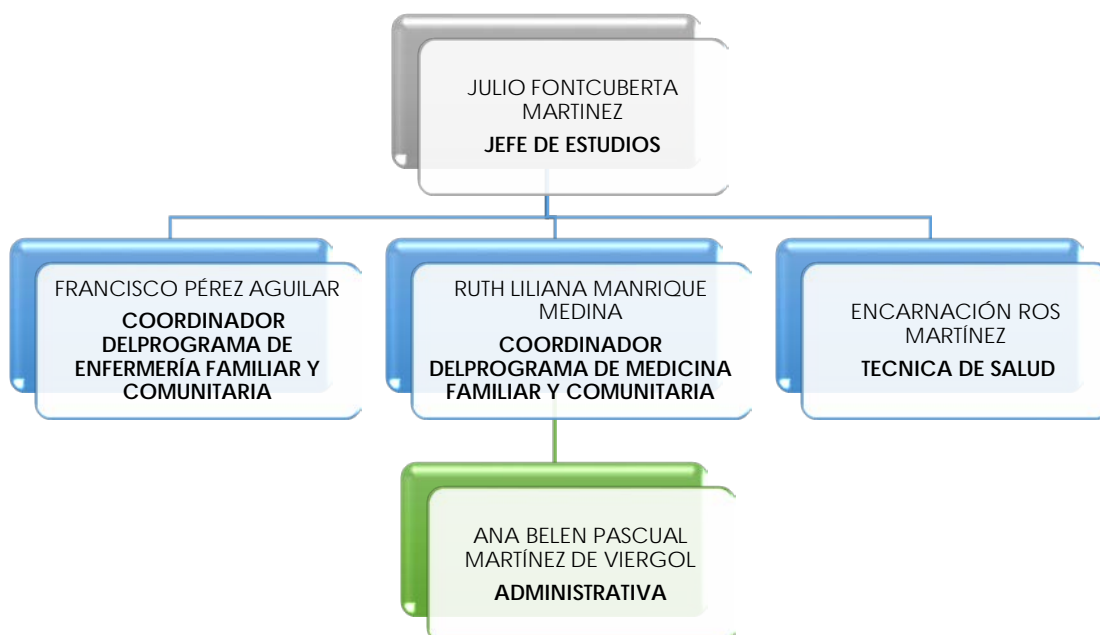 JULIO FONTCUBERTA
MARTINEZ
JEFE DE ESTUDIOS
FRANCISCO PÉREZ AGUILAR
COORDINADOR
DELPROGRAMA DE
ENFERMERÍA FAMILIAR Y
COMUNITARIA
RUTH LILIANA MANRIQUE
MEDINA
COORDINADOR
DELPROGRAMA DE MEDICINA
FAMILIAR Y COMUNITARIA
ENCARNACIÓN ROS
MARTÍNEZ
TECNICA DE SALUD
ANA BELEN PASCUAL
MARTÍNEZ DE VIERGOL
ADMINISTRATIVA